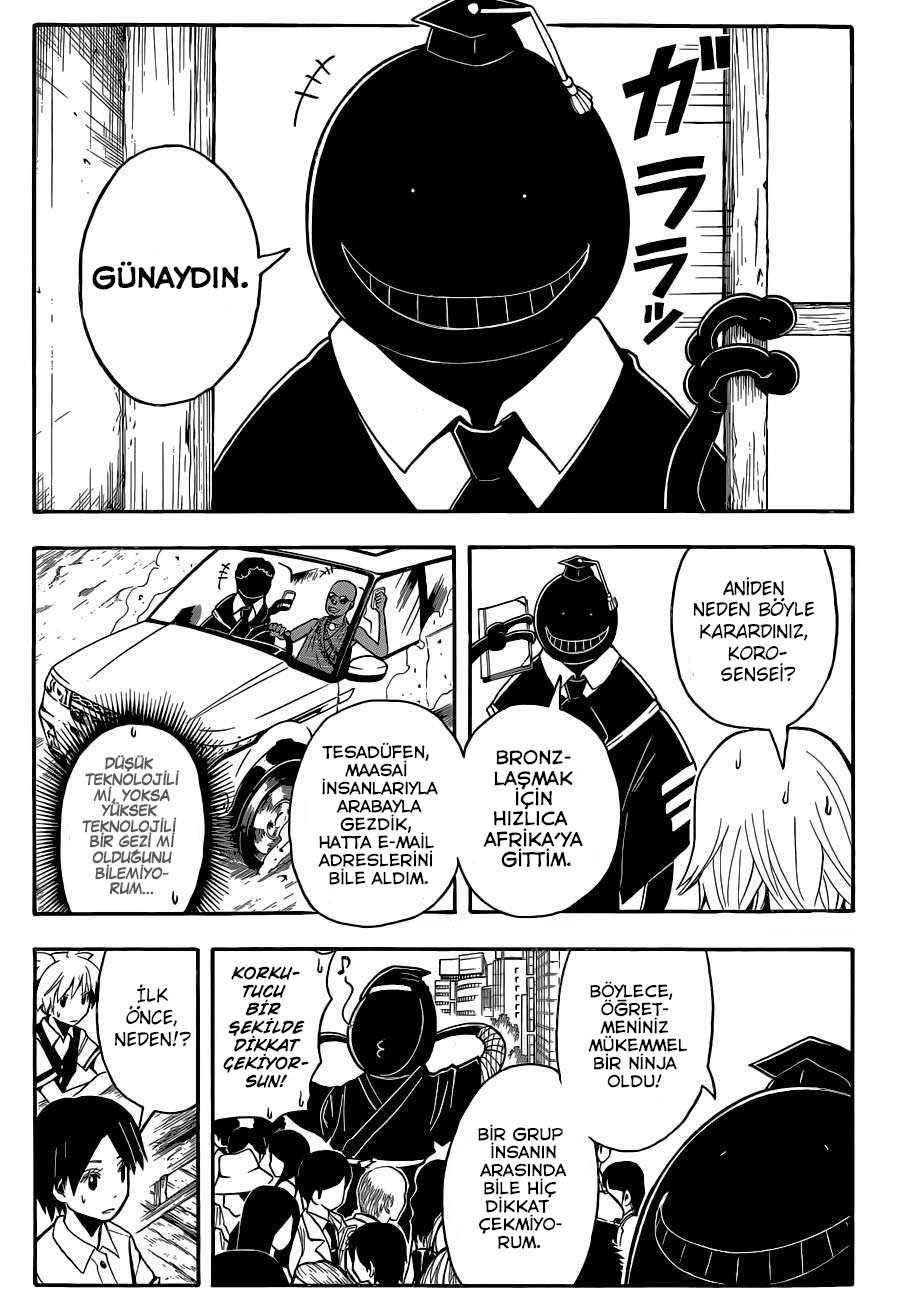 ガラララッ
GÜNAYDIN.
ANİDEN
NEDEN BÖYLE
KARARDINIZ,
KORO-
SENSEİ?
BRONZ-
LAŞMAK
İÇİN
HIZLICA
AFRİKA'YA
GİTTİM.
TESADÜFEN,
MAASAİ
İNSANLARIYLA
ARABAYLA
GEZDİK,
HATTA E-MAİL
ADRESLERİNİ
BİLE ALDIM.
DÜŞÜK
TEKNOLOJİLİ
Mİ, YOKSA
YÜKSEK
TEKNOLOJİLİ
BİR GEZİ Mİ
OLDUĞUNU
BİLEMİYO-
RUM...
BÖYLECE,
ÖĞRET-
MENİNİZ
MÜKEMMEL
BİR NİNJA
OLDU!
BİR GRUP
İNSANIN
ARASINDA
BİLE HİÇ
DİKKAT
ÇEKMİYO-
RUM.
KORKU-
TUCU
BİR
ŞEKİLDE
DİKKAT
ÇEKİYOR-
SUN!
İLK
ÖNCE,
NEDEN!?